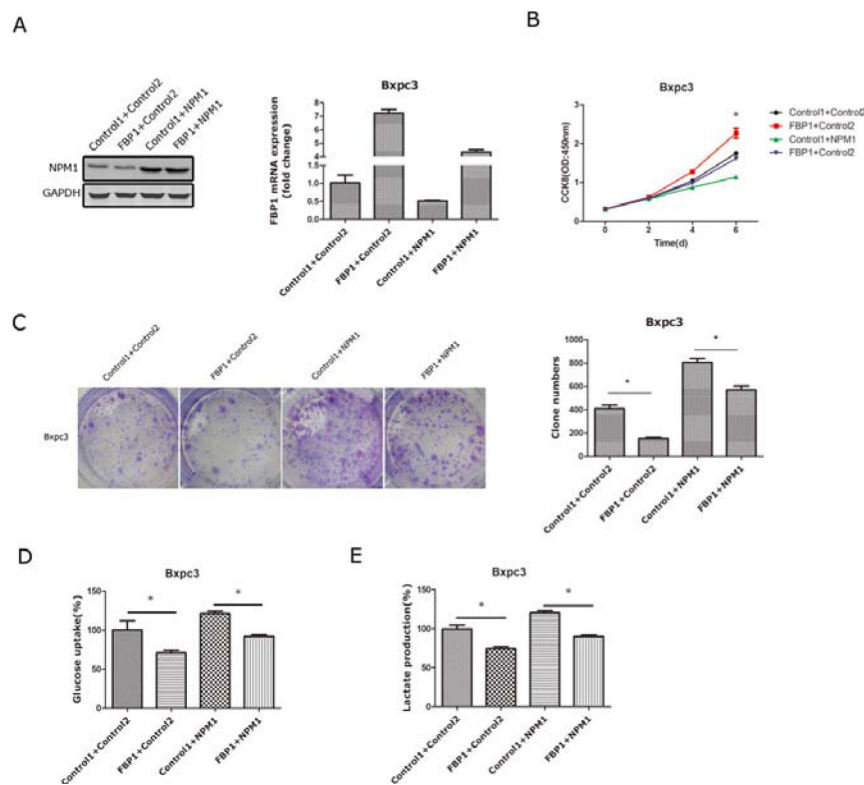 A
Control1+Control2
FBP1+Control2
Control1+NPM1
FBP1+NPM1
NPM1
GAPDH
Bxpc3
FBP1 mRNA expression
(fold change)
8
7
6
5
4
1.0
0.5
0.0
Control1+Control2
FBP1+Control2
Control1+NPM1
FBP1+NPM1
B
Bxpc3
CCK8(OD:450nm)
3
2
1
0
0 2 4 6
Time(d)
*
Control1+Control2
FBP1+Control2
Control1+NPM1
FBP1+Control2
C
Control1+Control2
FBP1+Control2
Control1+NPM1
FBP1+NPM1
Bxpc3
Bxpc3
Clone numbers
1000
800
600
400
200
0
*
*
Control1+Control2
FBP1+Control2
Control1+NPM1
FBP1+NPM1
D
Bxpc3
Glucose uptake(%)
150
100
50
0
*
*
Control1+Control2
FBP1+Control2
Control1+NPM1
FBP1+NPM1
E
Bxpc3
Lactate production(%)
150
100
50
0
*
*
Control1+Control2
FBP1+Control2
Control1+NPM1
FBP1+NPM1